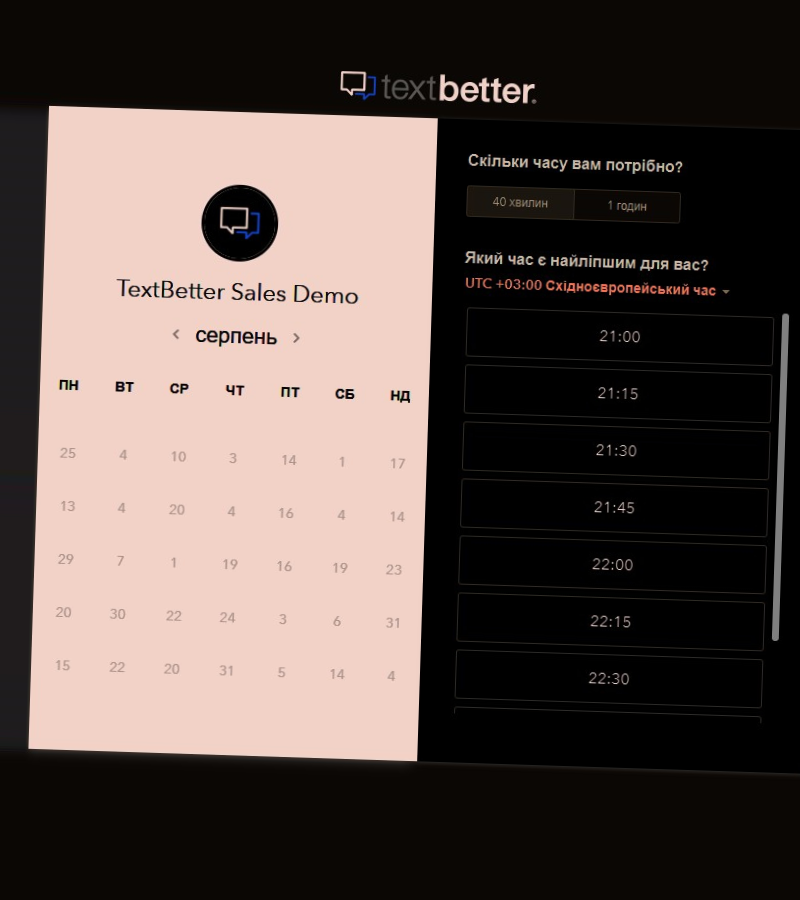 textbetter.
TextBetter Sales Demo
серпень
ПН ВТ СР ЧТ ПТ СБ НД
25 4 10 3 14 1 17
13 4 20 4 16 4 14
29 7 1 19 16 19 23
20 30 22 24 3 6 31
15 22 20 31 5 14 4
Скільки часу вам потрібно?
40 хвилин 1 годин
Який час є найліпшим для вас?
UTC +03:00 Східноєвропейський час
21:00
21:15
21:30
21:45
22:00
22:15
22:30